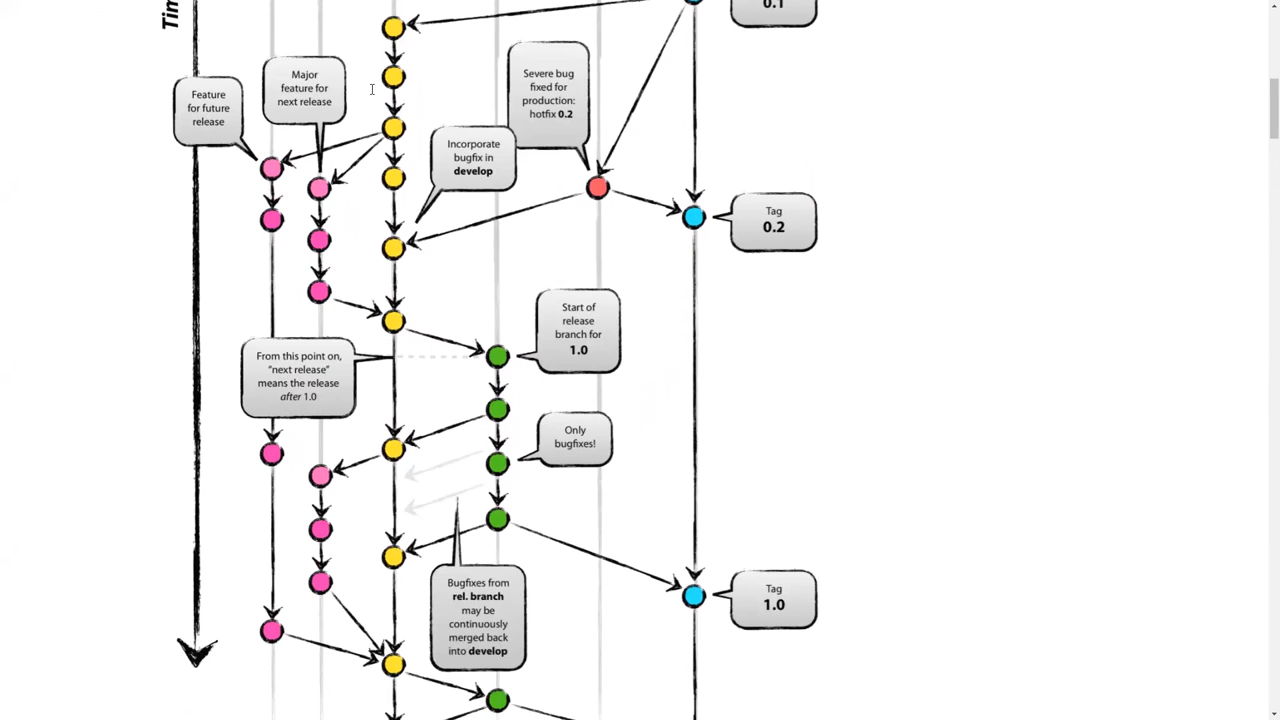 Tim
0.1
Major
feature for
next release
Feature
for future
release
Severe bug
fixed for
production:
hotfix 0.2
Incorporate
bugfix in
develop
Tag
0.2
Start of
release
branch for
1.0
From this point on,
“next release”
means the release
after 1.0
Only
bugfixes!
Bugfixes from
rel. branch
may be
continuously
merged back
into develop
Tag
1.0